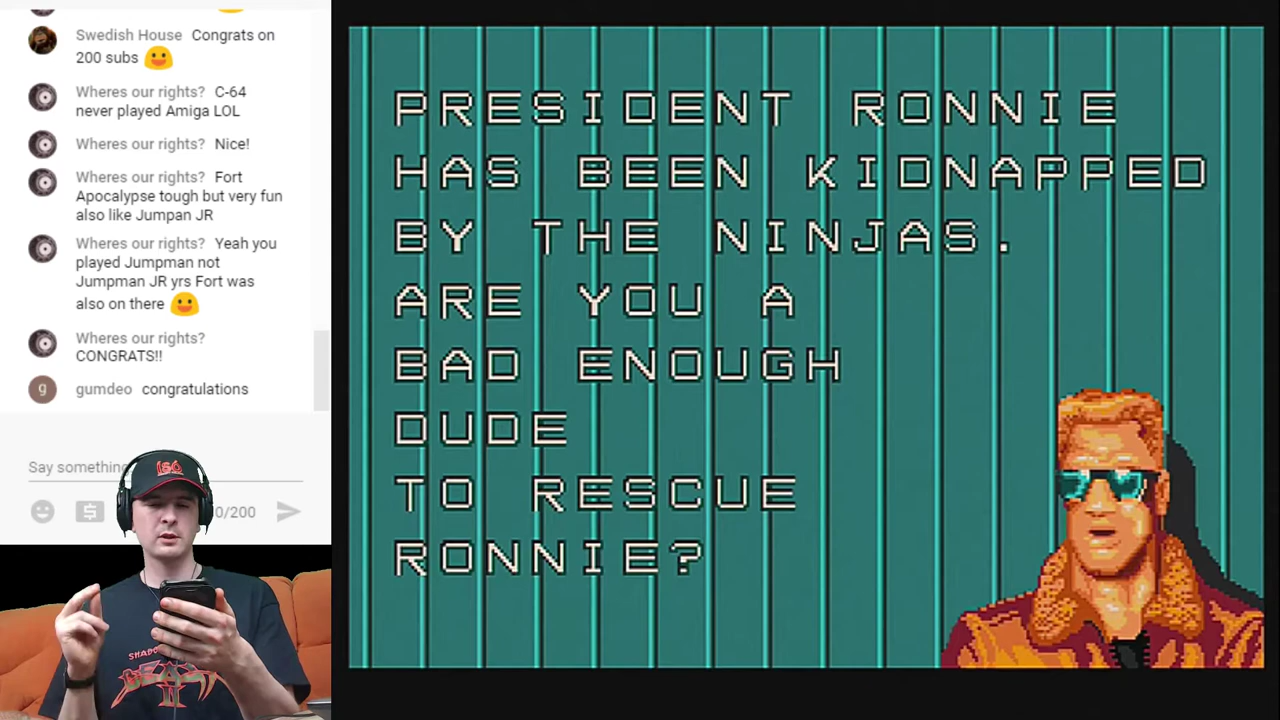 Swedish House Congrats on
200 subs
Wheres our rights? C-64
never played Amiga LOL
Wheres our rights? Nice!
Wheres our rights? Fort
Apocalypse tough but very fun
also like Jumpan JR
Wheres our rights? Yeah you
played Jumpman not
Jumpman JR yrs Fort was
also on there
Wheres our rights?
CONGRATS!!
g
gumdeo congratulations
Say something
0/200
PRESIDENT RONNIE
HAS BEEN KIDNAPPED
BY THE NINJAS.
ARE YOU A
BAD ENOUGH
DUDE
TO RESCUE
RONNIE?
BEAST
II